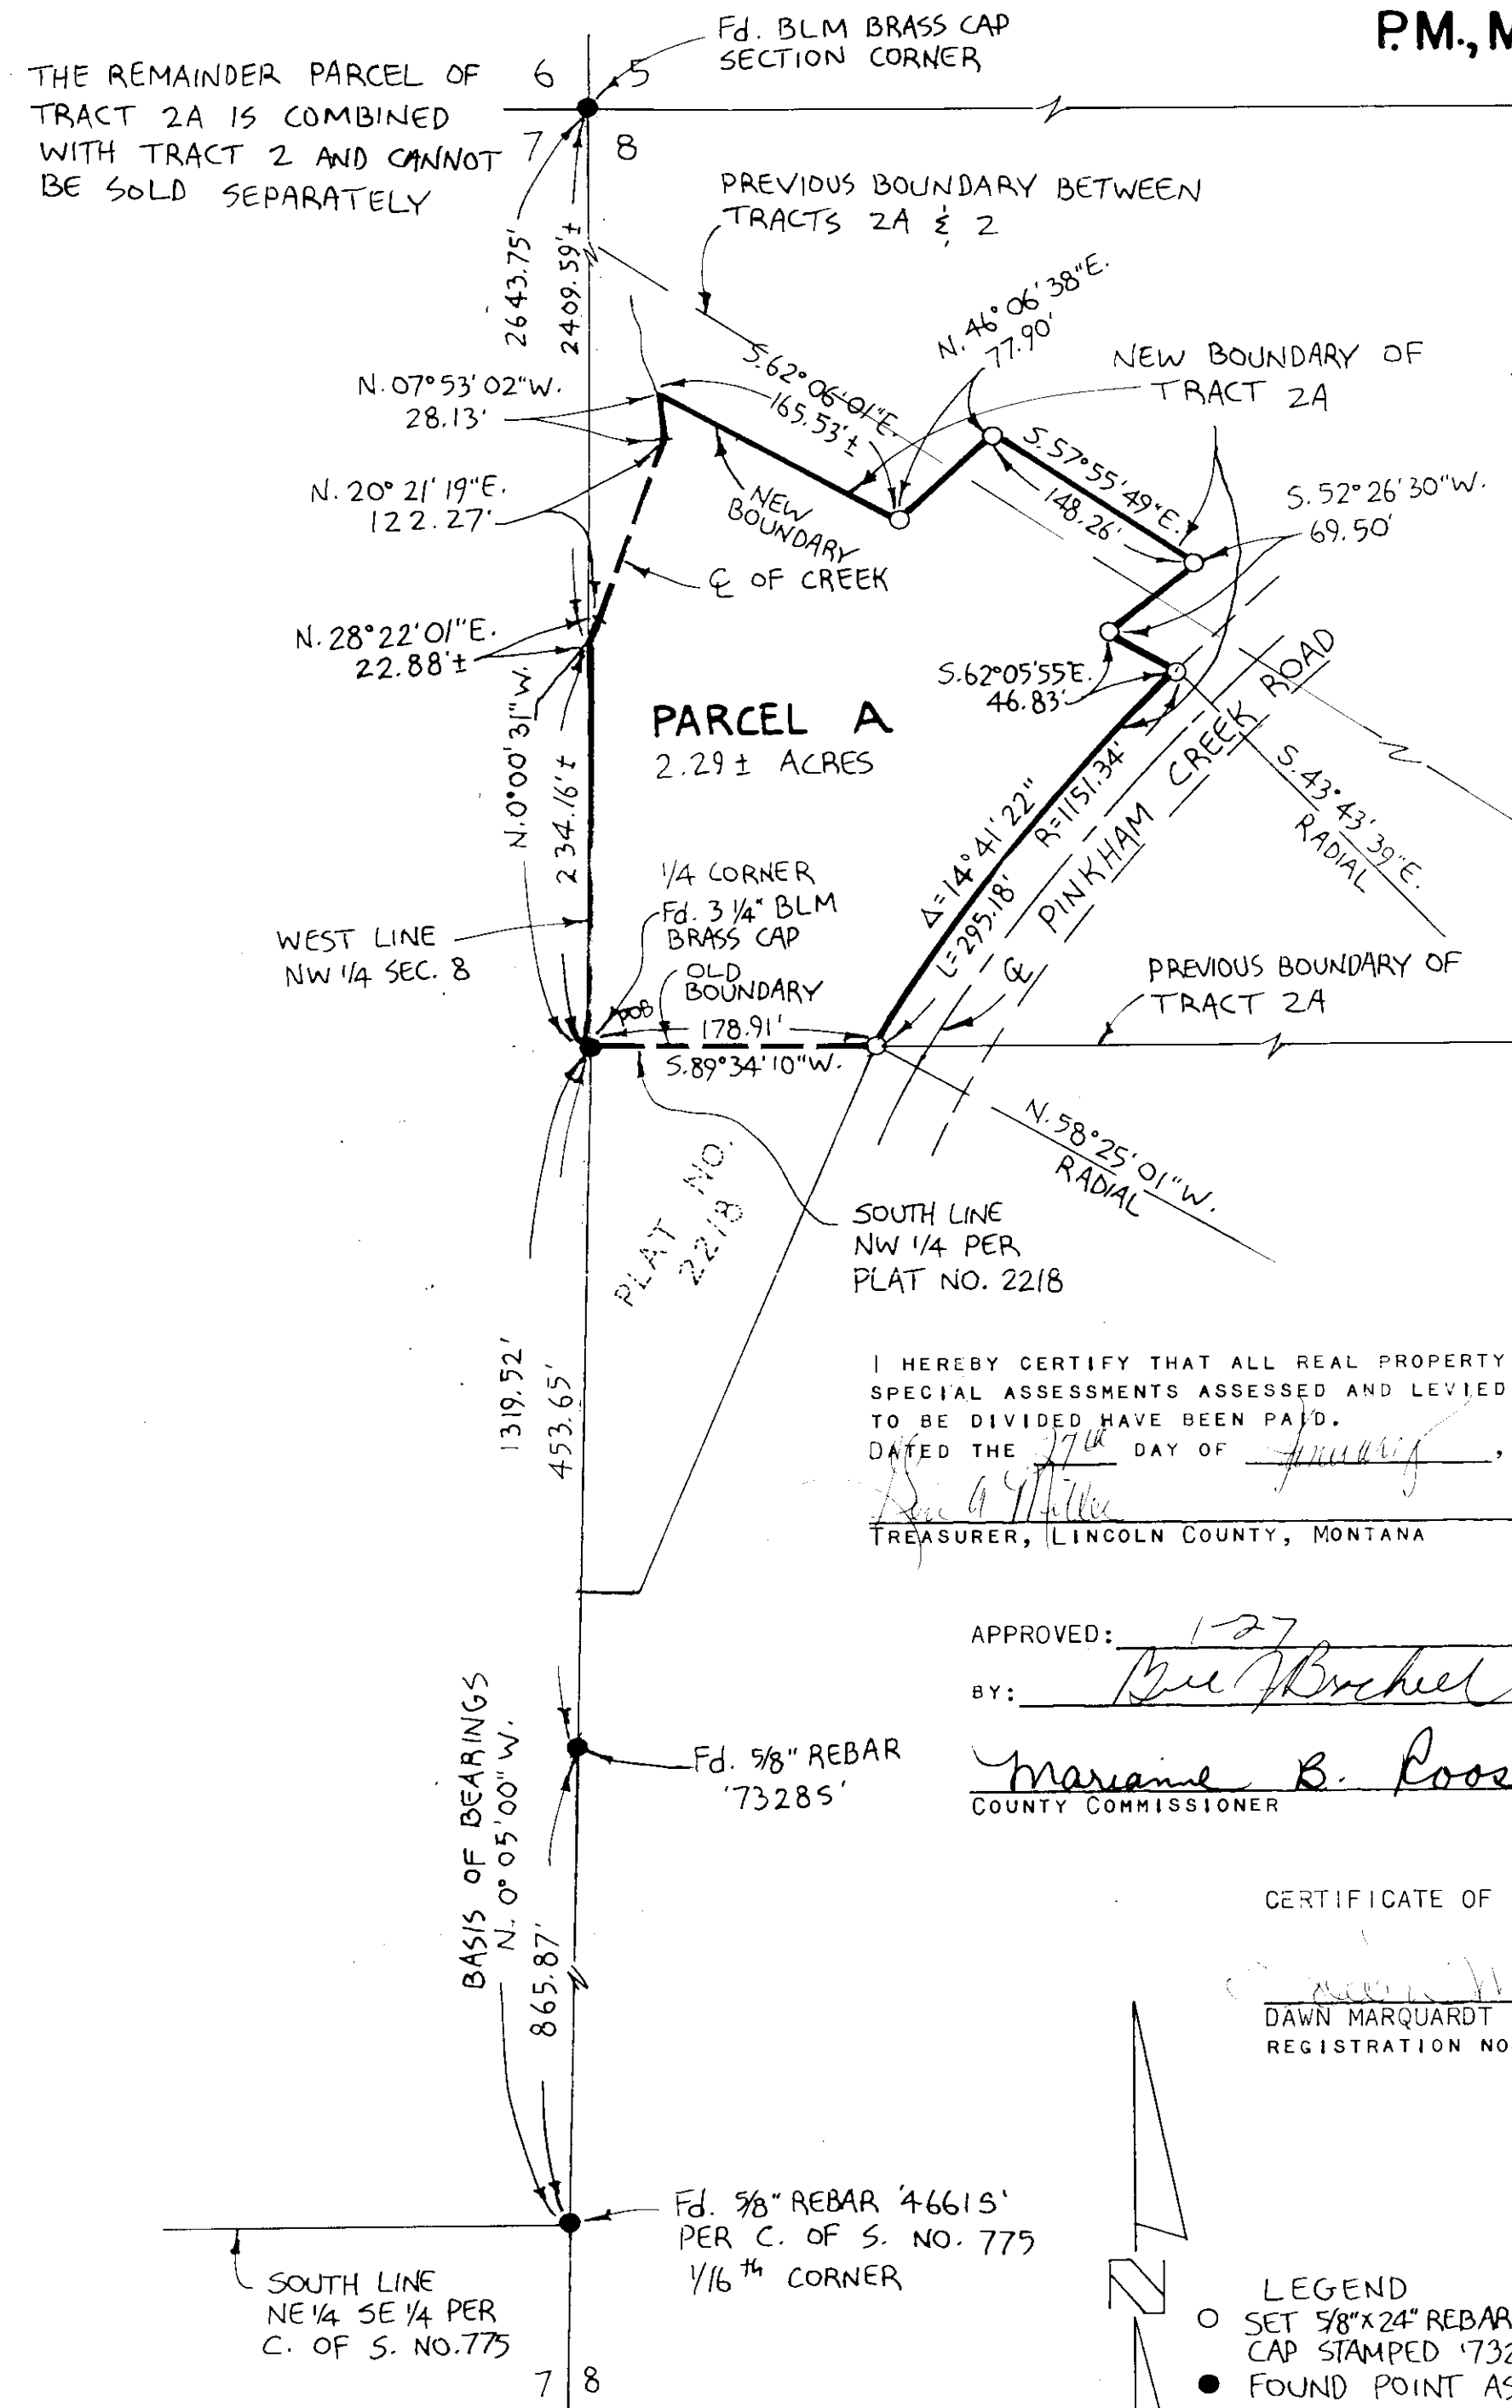 P.M., M
Fd. BLM BRASS CAP
SECTION CORNER
THE REMAINDER PARCEL OF
TRACT 2A IS COMBINED
WITH TRACT 2 AND CANNOT
BE SOLD SEPARATELY
6 5
7 8
PREVIOUS BOUNDARY BETWEEN
TRACTS 2A & 2
2643.75'
2409.59'±
N. 46° 06' 38"E.
77.90'
NEW BOUNDARY OF
TRACT 2A
N. 07° 53' 02"W.
28.13'
S. 62° 06' 01"E.
165.53'±
S. 57° 55' 49"E.
148.26'
S. 52° 26' 30"W.
69.50'
N. 20° 21' 19"E.
122.27'
NEW
BOUNDARY
℄ OF CREEK
N. 28° 22' 01"E.
22.88'±
S. 62° 05' 55"E.
46.83'
N. 0° 00' 31"W.
234.16'±
PARCEL A
2.29 ± ACRES
Δ=14° 41' 22"
R=1151.34'
L=295.18'
℄
PINKHAM CREEK ROAD
S. 43° 43' 39"E.
RADIAL
1/4 CORNER
Fd. 3 1/4" BLM
BRASS CAP
WEST LINE
NW 1/4 SEC. 8
OLD
BOUNDARY
POB
178.91'
S. 89° 34' 10"W.
PREVIOUS BOUNDARY OF
TRACT 2A
N. 58° 25' 01"W.
RADIAL
PLAT NO.
2218
SOUTH LINE
NW 1/4 PER
PLAT NO. 2218
1319.52'
453.65'
I HEREBY CERTIFY THAT ALL REAL PROPERTY
SPECIAL ASSESSMENTS ASSESSED AND LEVIED
TO BE DIVIDED HAVE BEEN PAID.
DATED THE 27th DAY OF January,
Miller
TREASURER, LINCOLN COUNTY, MONTANA
APPROVED: 1-27
BY:
Marianne B. Roos
COUNTY COMMISSIONER
Fd. 5/8" REBAR
'7328S'
BASIS OF BEARINGS
N. 0° 05' 00" W.
865.87'
CERTIFICATE OF
DAWN MARQUARDT
REGISTRATION NO
Fd. 5/8" REBAR '4661S'
PER C. OF S. NO. 775
1/16th CORNER
SOUTH LINE
NE 1/4 SE 1/4 PER
C. OF S. NO. 775
7 8
N
LEGEND
○ SET 5/8" X 24" REBAR
CAP STAMPED '732
● FOUND POINT AS